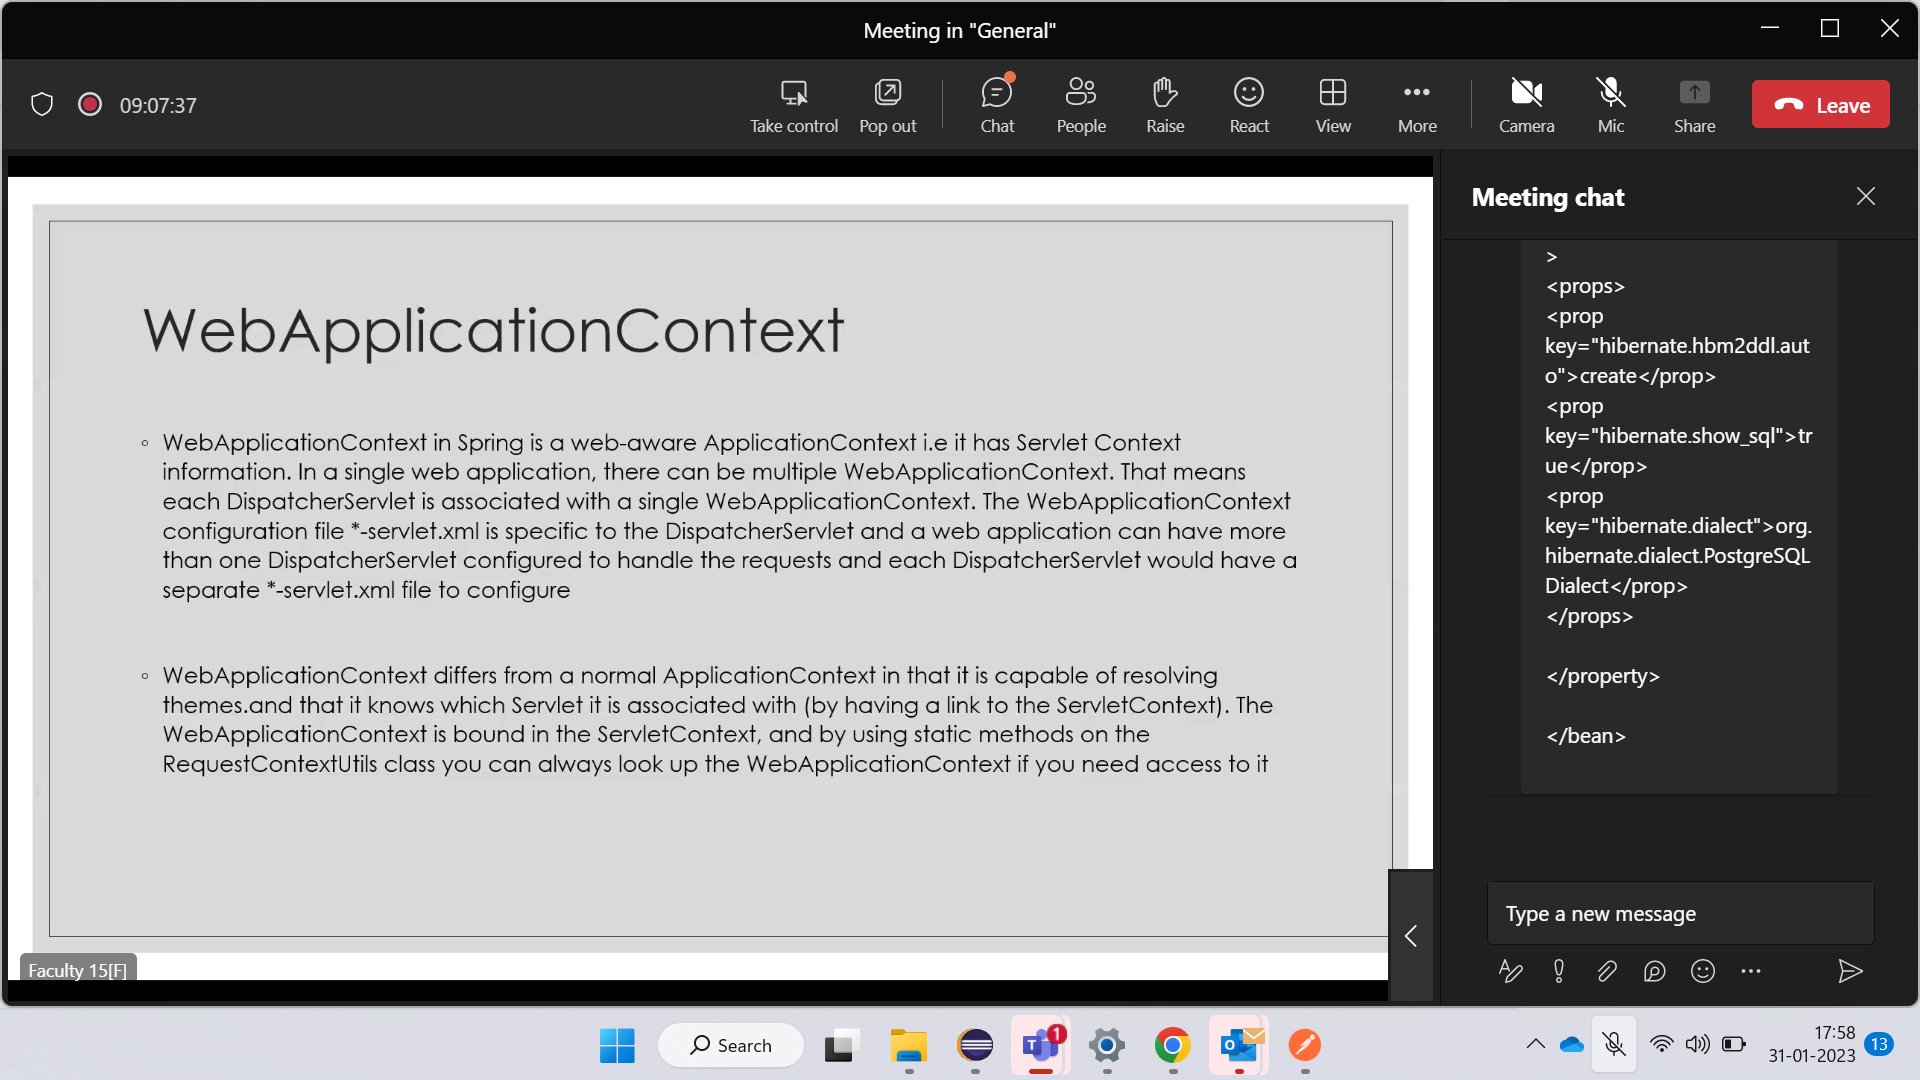 Meeting in "General"
09:07:37
Take control
Pop out
Chat
People
Raise
React
View
More
Camera
Mic
Share
Leave
WebApplicationContext
◦ WebApplicationContext in Spring is a web-aware ApplicationContext i.e it has Servlet Context
information. In a single web application, there can be multiple WebApplicationContext. That means
each DispatcherServlet is associated with a single WebApplicationContext. The WebApplicationContext
configuration file *-servlet.xml is specific to the DispatcherServlet and a web application can have more
than one DispatcherServlet configured to handle the requests and each DispatcherServlet would have a
separate *-servlet.xml file to configure
◦ WebApplicationContext differs from a normal ApplicationContext in that it is capable of resolving
themes.and that it knows which Servlet it is associated with (by having a link to the ServletContext). The
WebApplicationContext is bound in the ServletContext, and by using static methods on the
RequestContextUtils class you can always look up the WebApplicationContext if you need access to it
Faculty 15[F]
Meeting chat
>
<props>
<prop
key="hibernate.hbm2ddl.aut
o">create</prop>
<prop
key="hibernate.show_sql">tr
ue</prop>
<prop
key="hibernate.dialect">org.
hibernate.dialect.PostgreSQL
Dialect</prop>
</props>
</property>
</bean>
Type a new message
Search
1
17:58
31-01-2023
13